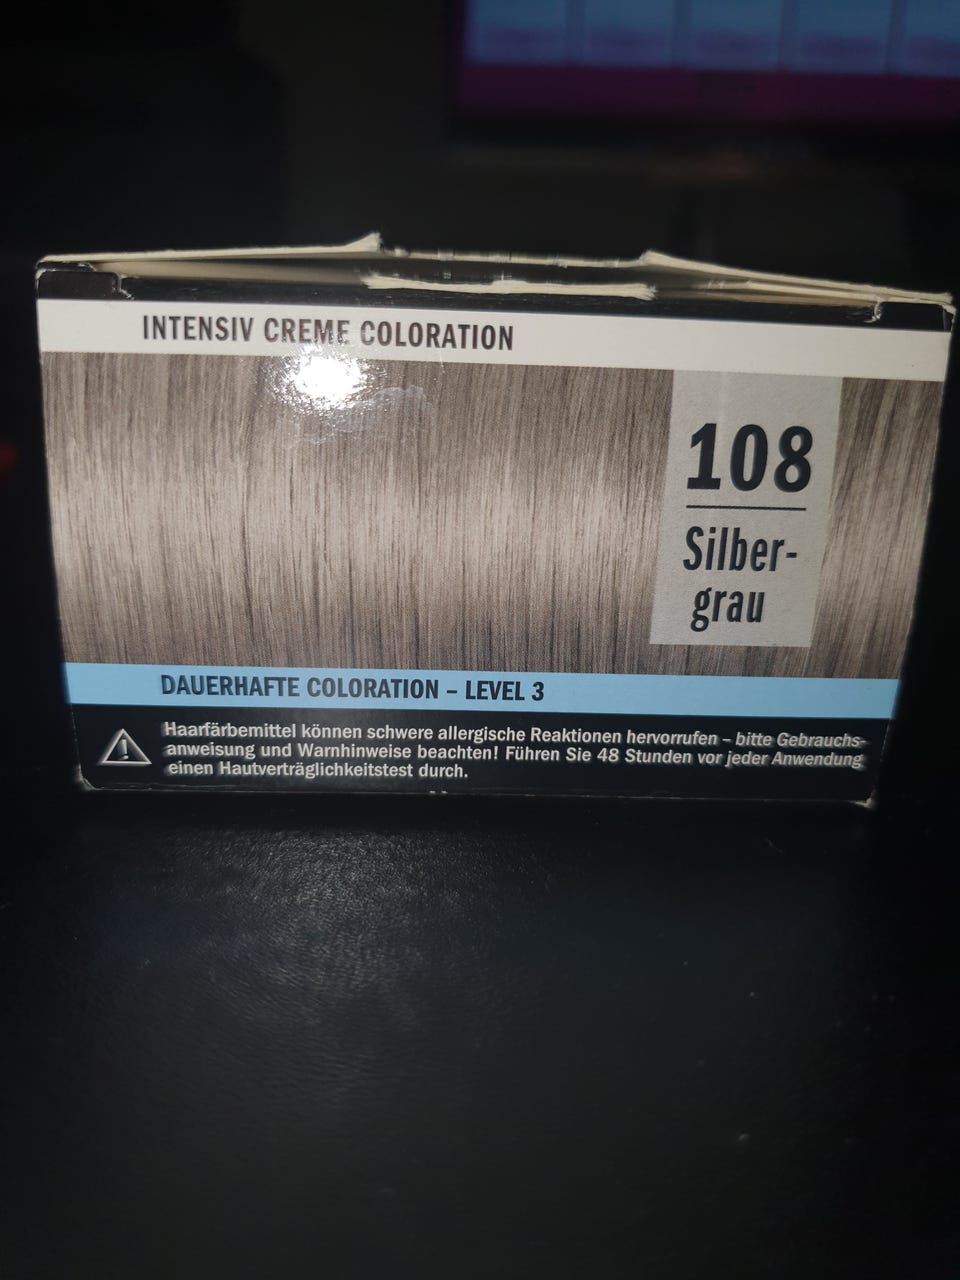 INTENSIV CREME COLORATION
108
Silber-
grau
DAUERHAFTE COLORATION – LEVEL 3
Haarfärbemittel können schwere allergische Reaktionen hervorrufen – bitte Gebrauchs-
anweisung und Warnhinweise beachten! Führen Sie 48 Stunden vor jeder Anwendung
einen Hautverträglichkeitstest durch.